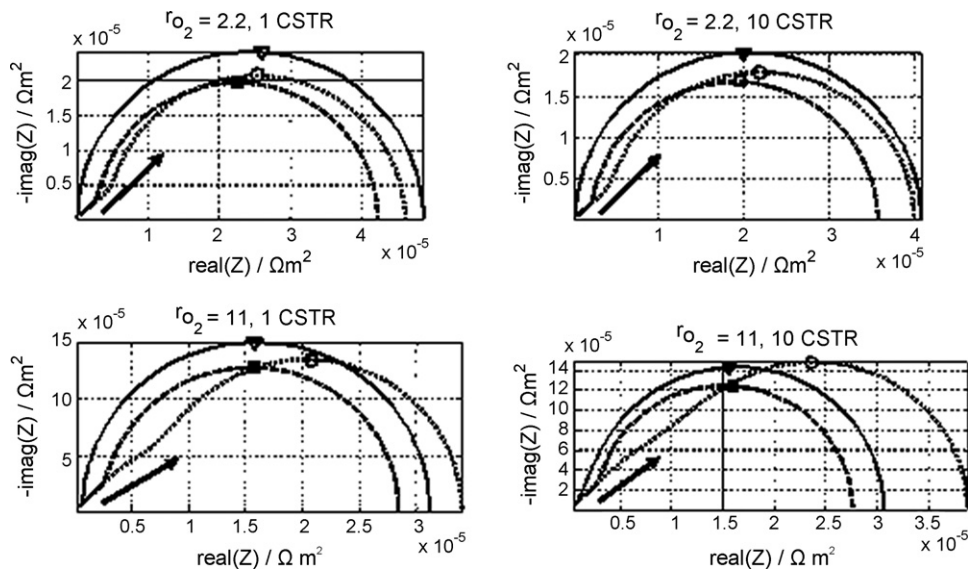 r_O₂ = 2.2, 1 CSTR
x 10⁻⁵
-imag(Z) / Ωm²
2
1.5
1
0.5
1 2 3 4
x 10⁻⁵
real(Z) / Ωm²
r_O₂ = 2.2, 10 CSTR
x 10⁻⁵
-imag(Z) / Ωm²
2
1.5
1
0.5
1 2 3 4
x 10⁻⁵
real(Z) / Ωm²
r_O₂ = 11, 1 CSTR
x 10⁻⁵
-imag(Z) / Ωm²
15
10
5
0.5 1 1.5 2 2.5 3
x 10⁻⁵
real(Z) / Ω m²
r_O₂ = 11, 10 CSTR
x 10⁻⁵
-imag(Z) / Ωm²
14
12
10
8
6
4
2
0.5 1 1.5 2 2.5 3 3.5
x 10⁻⁵
real(Z) / Ω m²